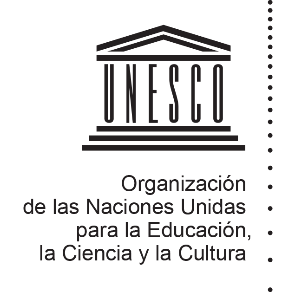 UNESCO
Organización
de las Naciones Unidas
para la Educación,
la Ciencia y la Cultura